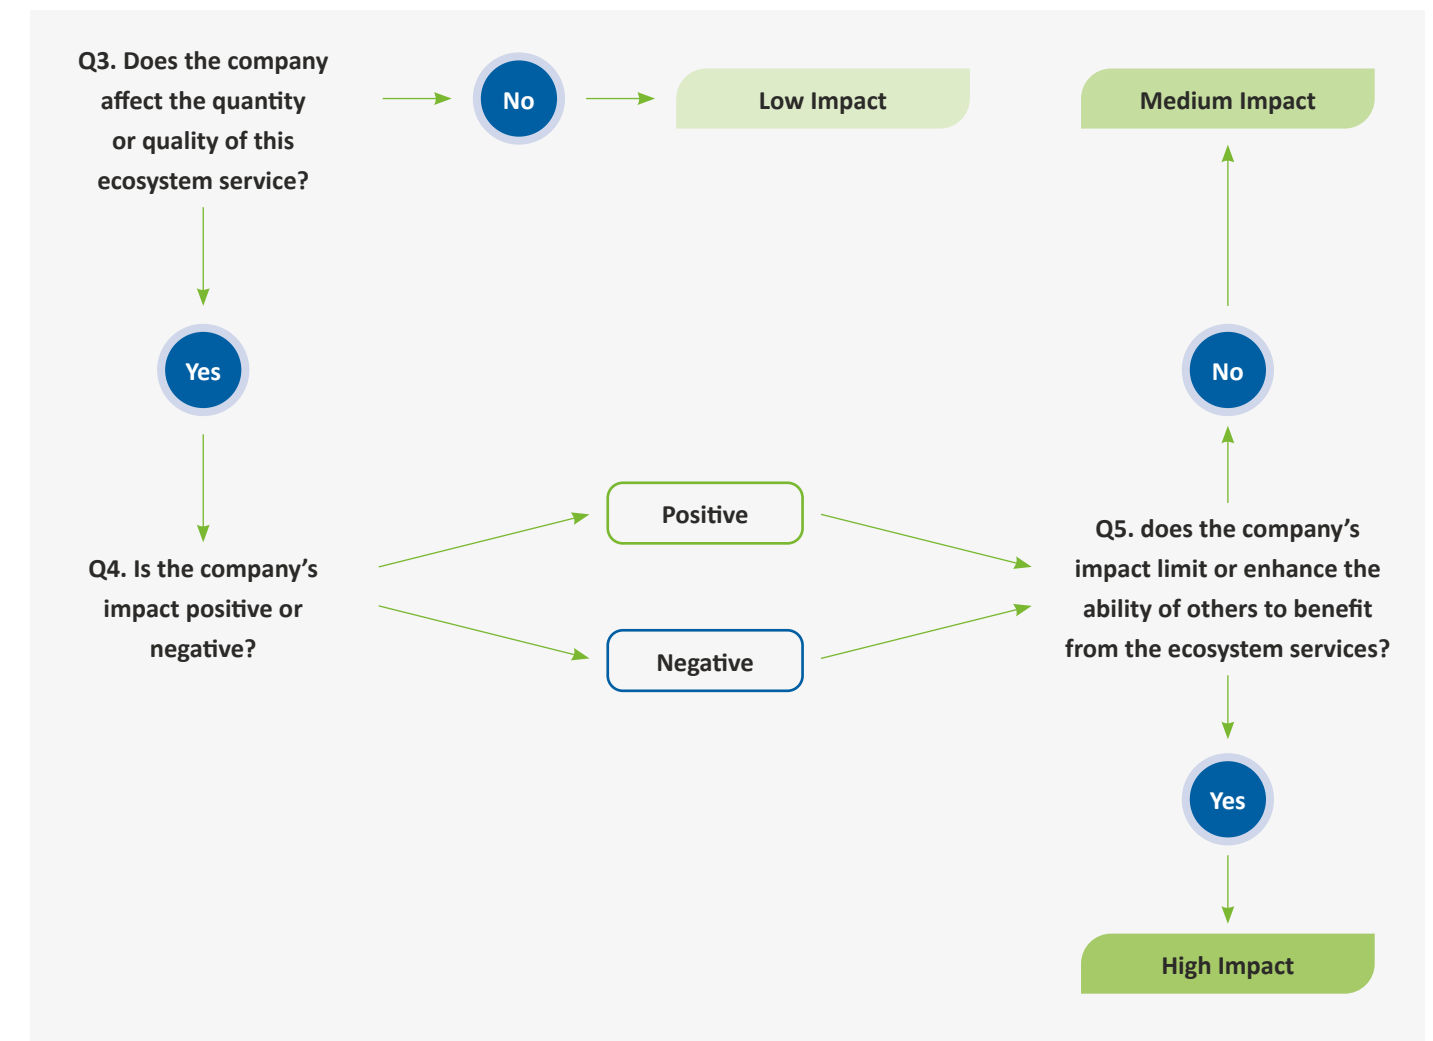 Q3. Does the company
affect the quantity
or quality of this
ecosystem service?
No
Low Impact
Medium Impact
Yes
No
Q4. Is the company’s
impact positive or
negative?
Positive
Negative
Q5. does the company’s
impact limit or enhance the
ability of others to benefit
from the ecosystem services?
Yes
High Impact